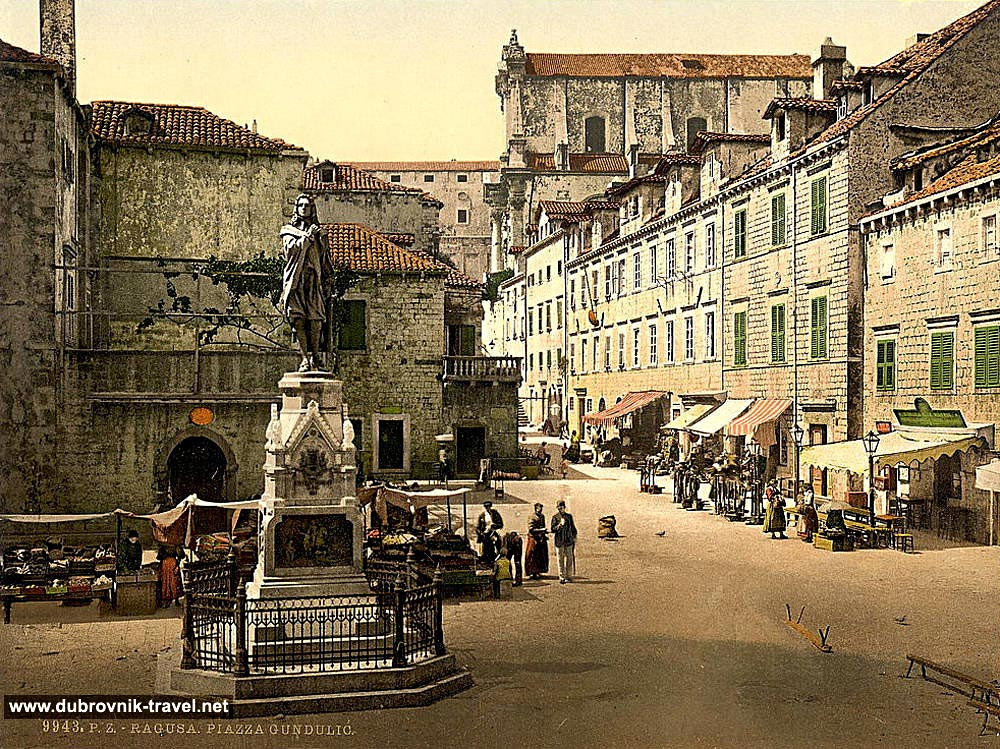 www.dubrovnik-travel.net
9943. P. Z. - RAGUSA. PIAZZA GUNDULIĆ.